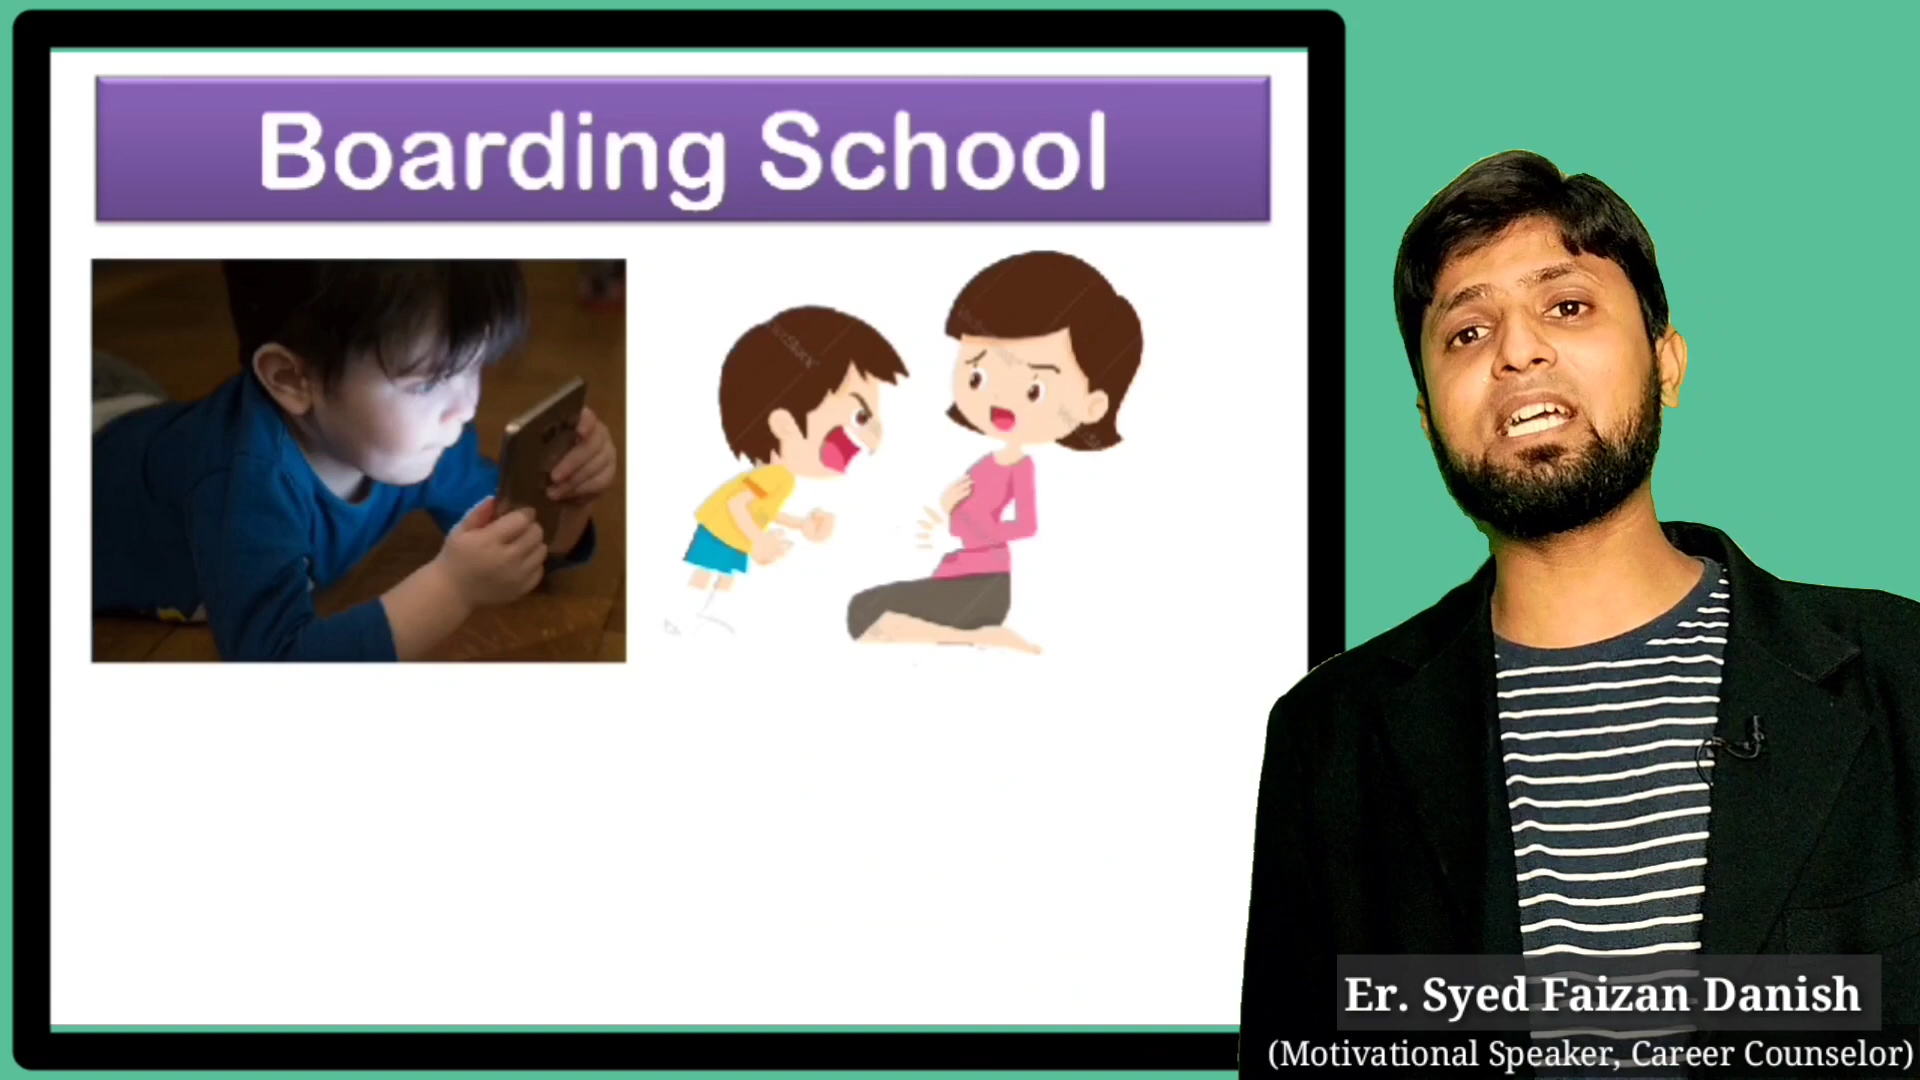 Boarding School
Er. Syed Faizan Danish
(Motivational Speaker, Career Counselor)